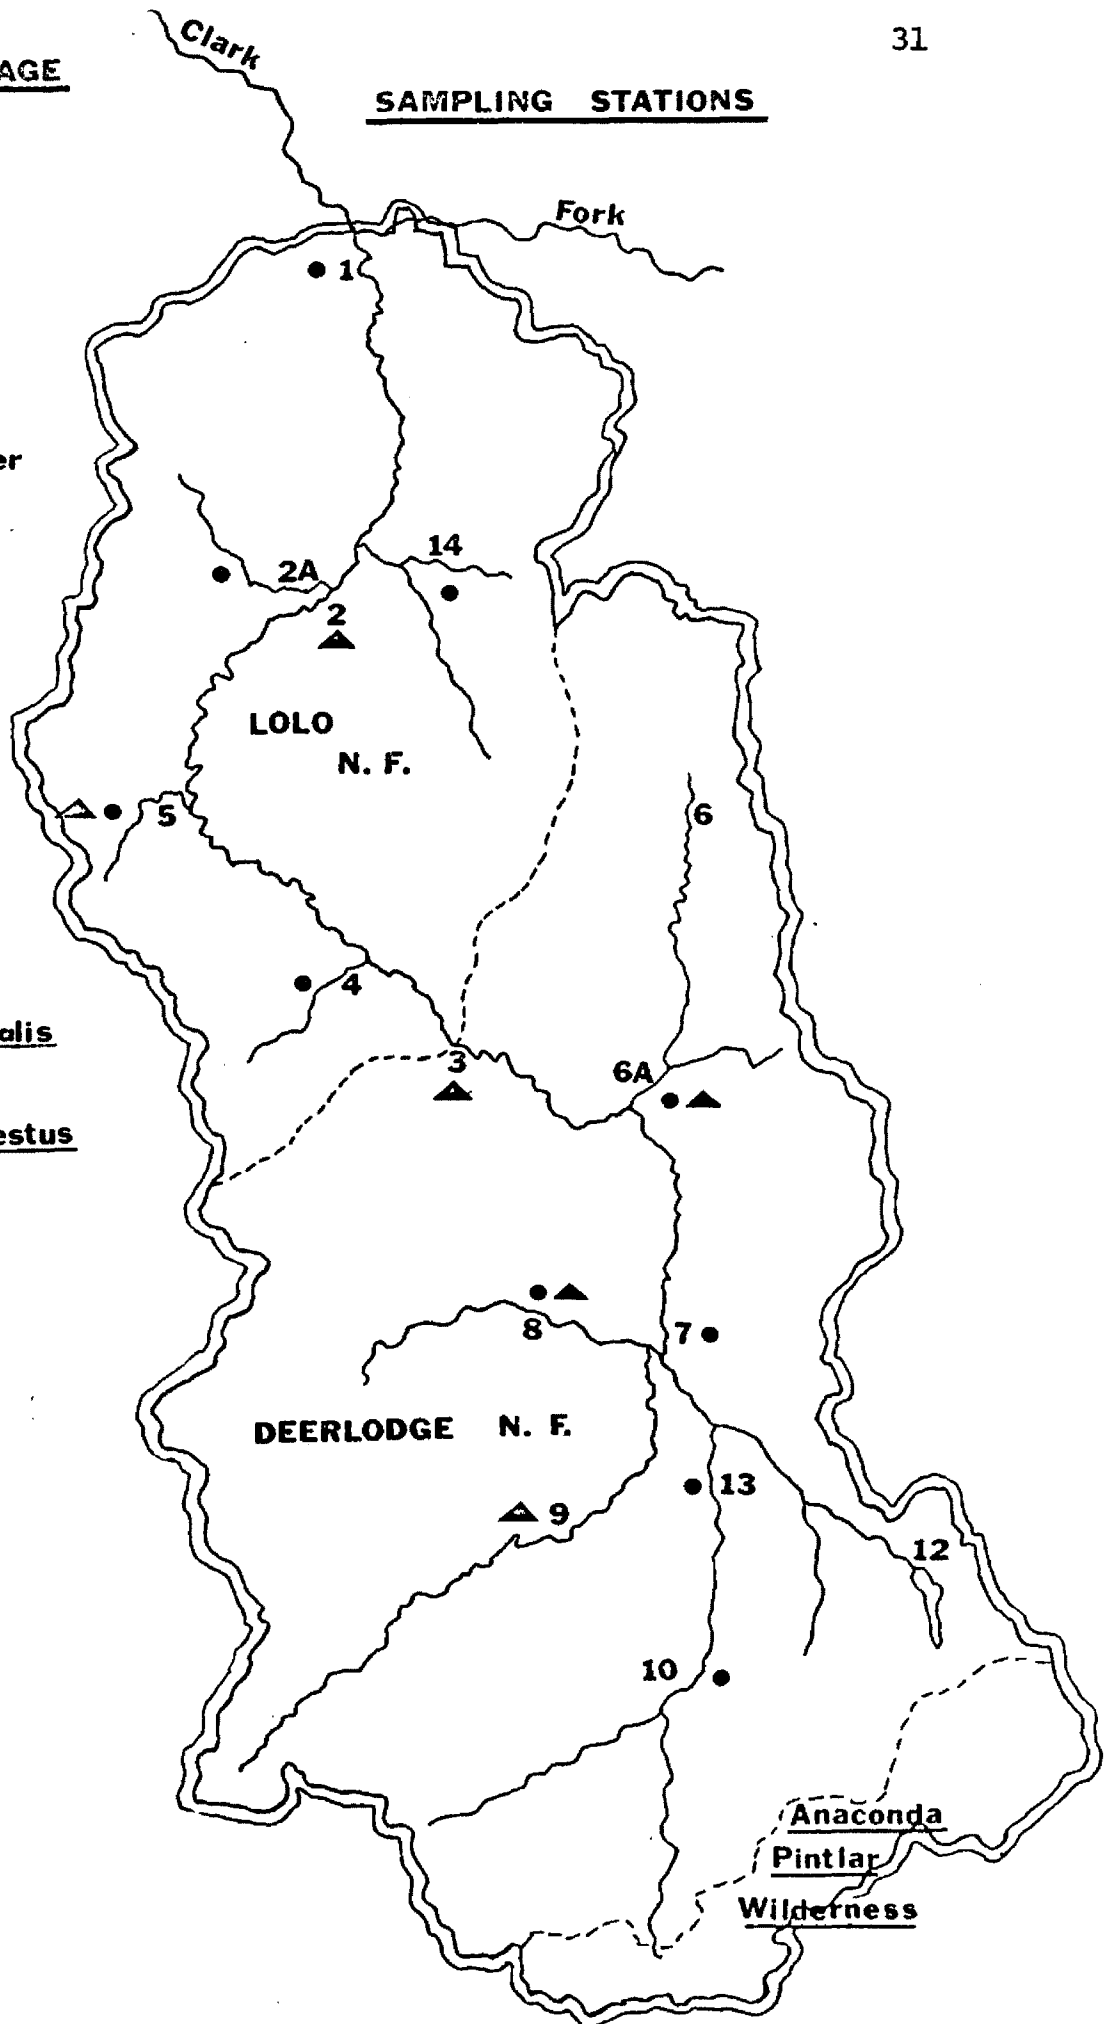 31
AGE
SAMPLING STATIONS
Clark
Fork
1
er
14
2A
2
LOLO
N. F.
5
6
4
alis
3
6A
estus
8
7
DEERLODGE N. F.
13
9
12
10
Anaconda
Pintlar
Wilderness